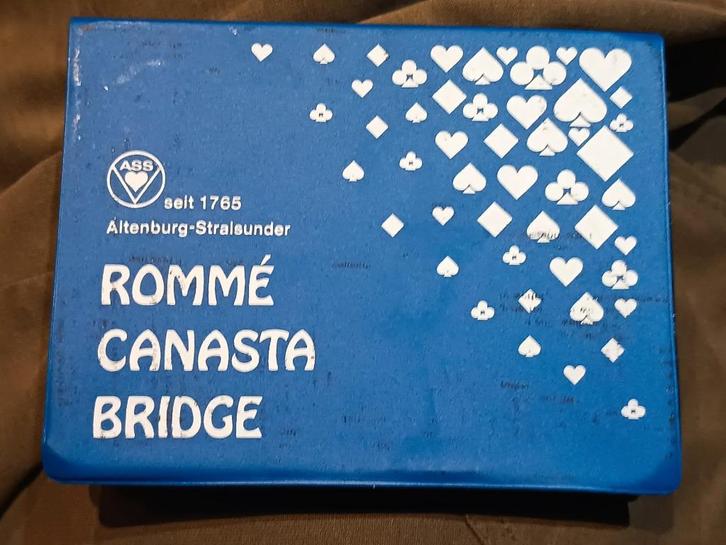 ASS
seit 1765
Altenburg-Stralsunder
ROMMÉ
CANASTA
BRIDGE